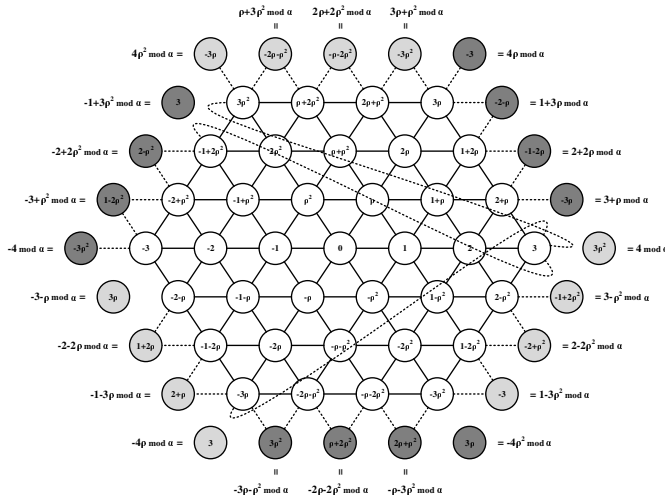 ρ+3ρ² mod α 2ρ+2ρ² mod α 3ρ+ρ² mod α
= = =
4ρ² mod α = -3ρ -2ρ-ρ² -ρ-2ρ² -3ρ² -3 = 4ρ mod α
-1+3ρ² mod α = 3 3ρ² ρ+2ρ² 2ρ+ρ² 3ρ -2-ρ = 1+3ρ mod α
-2+2ρ² mod α = 2-ρ² -1+2ρ² 2ρ² ρ+ρ² 2ρ 1+2ρ -1-2ρ = 2+2ρ mod α
-3+ρ² mod α = 1-2ρ² -2+ρ² -1+ρ² ρ² ρ 1+ρ 2+ρ -3ρ = 3+ρ mod α
-4 mod α = -3ρ² -3 -2 -1 0 1 2 3 3ρ² = 4 mod α
-3-ρ mod α = 3ρ -2-ρ -1-ρ -ρ -ρ² 1-ρ² 2-ρ² -1+2ρ² = 3-ρ² mod α
-2-2ρ mod α = 1+2ρ -1-2ρ -2ρ -ρ-ρ² -2ρ² 1-2ρ² -2+ρ² = 2-2ρ² mod α
-1-3ρ mod α = 2+ρ -3ρ -2ρ-ρ² -ρ-2ρ² -3ρ² -3 = 1-3ρ² mod α
-4ρ mod α = 3 3ρ² ρ+2ρ² 2ρ+ρ² 3ρ = -4ρ² mod α
= = =
-3ρ-ρ² mod α -2ρ-2ρ² mod α -ρ-3ρ² mod α